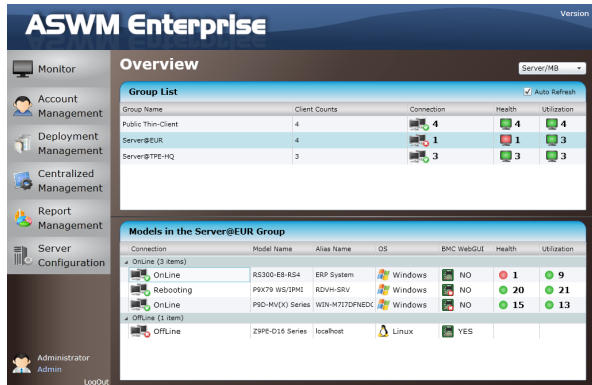 ASWM Enterprise
Version
Monitor
Account Management
Deployment Management
Centralized Management
Report Management
Server Configuration
Administrator
Admin
LogOut
Overview
Server/MB
Group List
Auto Refresh
Group Name Client Counts Connection Health Utilization
Public Thin-Client 4 4 4 4
Server@EUR 4 1 1 3
Server@TPE-HQ 3 3 3 3
Models in the Server@EUR Group
Connection Model Name Alias Name OS BMC WebGUI Health Utilization
OnLine (3 items)
OnLine RS300-E8-RS4 ERP System Windows NO 1 9
Rebooting P9X79 WS/IPMI RDVH-SRV Windows NO 20 21
OnLine P9D-MV(X) Series WIN-M7I7DFNEDC Windows NO 15 13
OffLine (1 item)
OffLine Z9PE-D16 Series localhost Linux YES